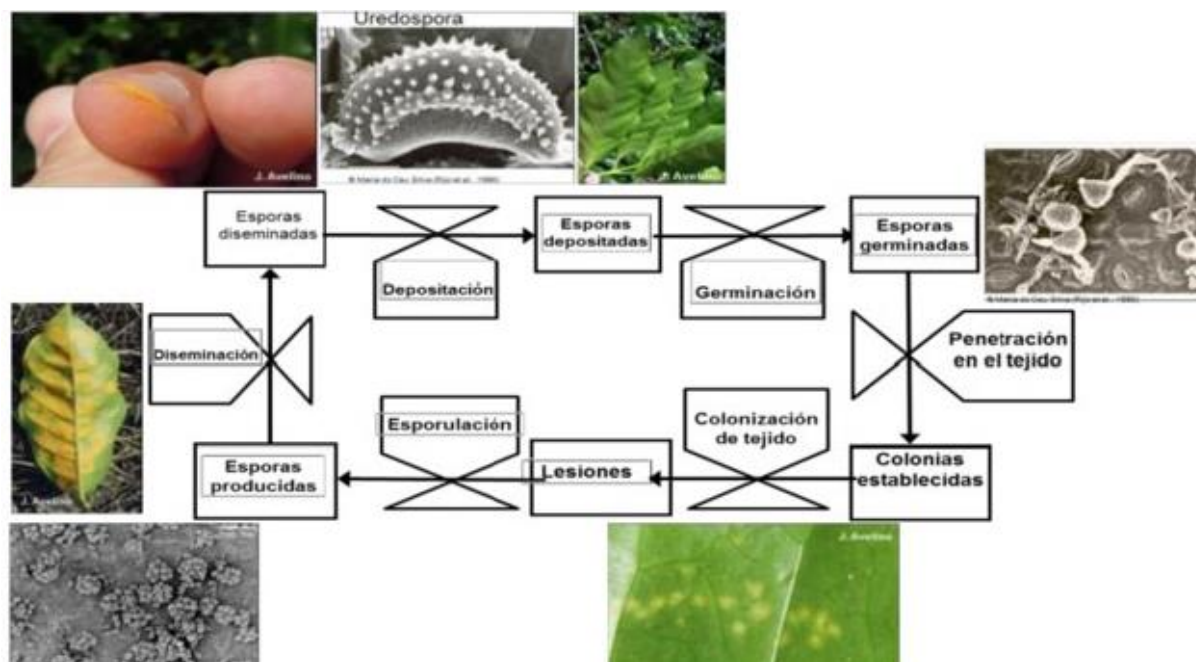 Uredospora
J. Avelino
J. Avelino
Esporas
diseminadas
Depositación
Esporas
depositadas
Germinación
Esporas
germinadas
Diseminación
Penetración
en el tejido
Esporulación
Colonización
de tejido
Esporas
producidas
Lesiones
Colonias
establecidas
J. Avelino
J. Avelino